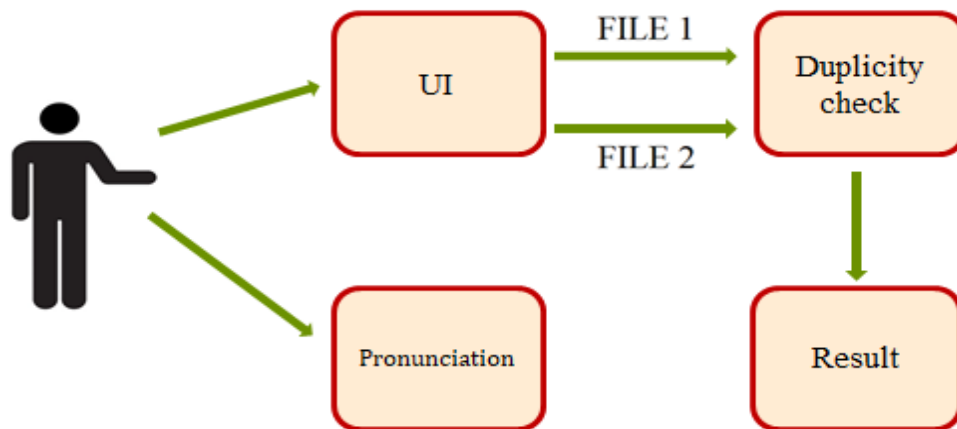 FILE 1
UI
Duplicity
check
FILE 2
Pronunciation
Result